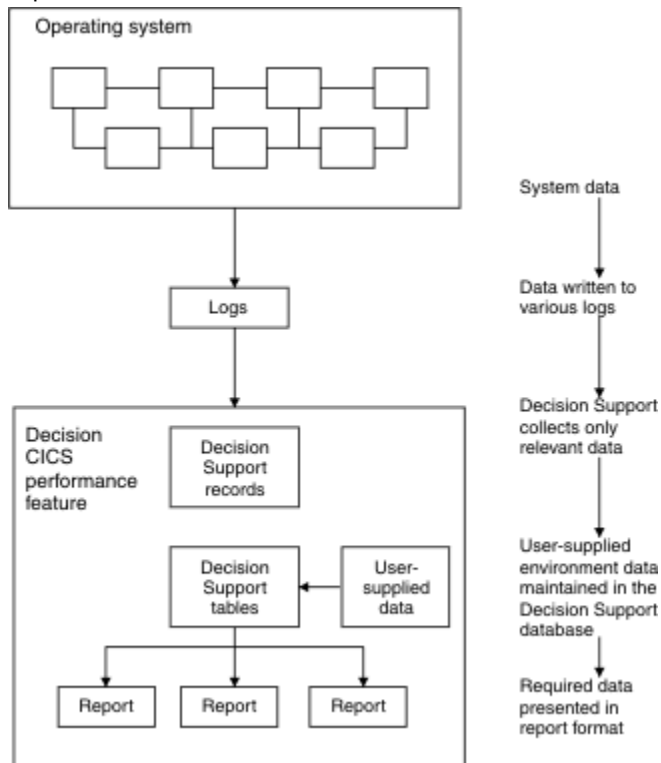 Operating system
System data
Logs
Data written to
various logs
Decision
CICS
performance
feature
Decision
Support
records
Decision Support
collects only
relevant data
Decision
Support
tables
User-
supplied
data
User-supplied
environment data
maintained in the
Decision Support
database
Report
Report
Report
Required data
presented in
report format